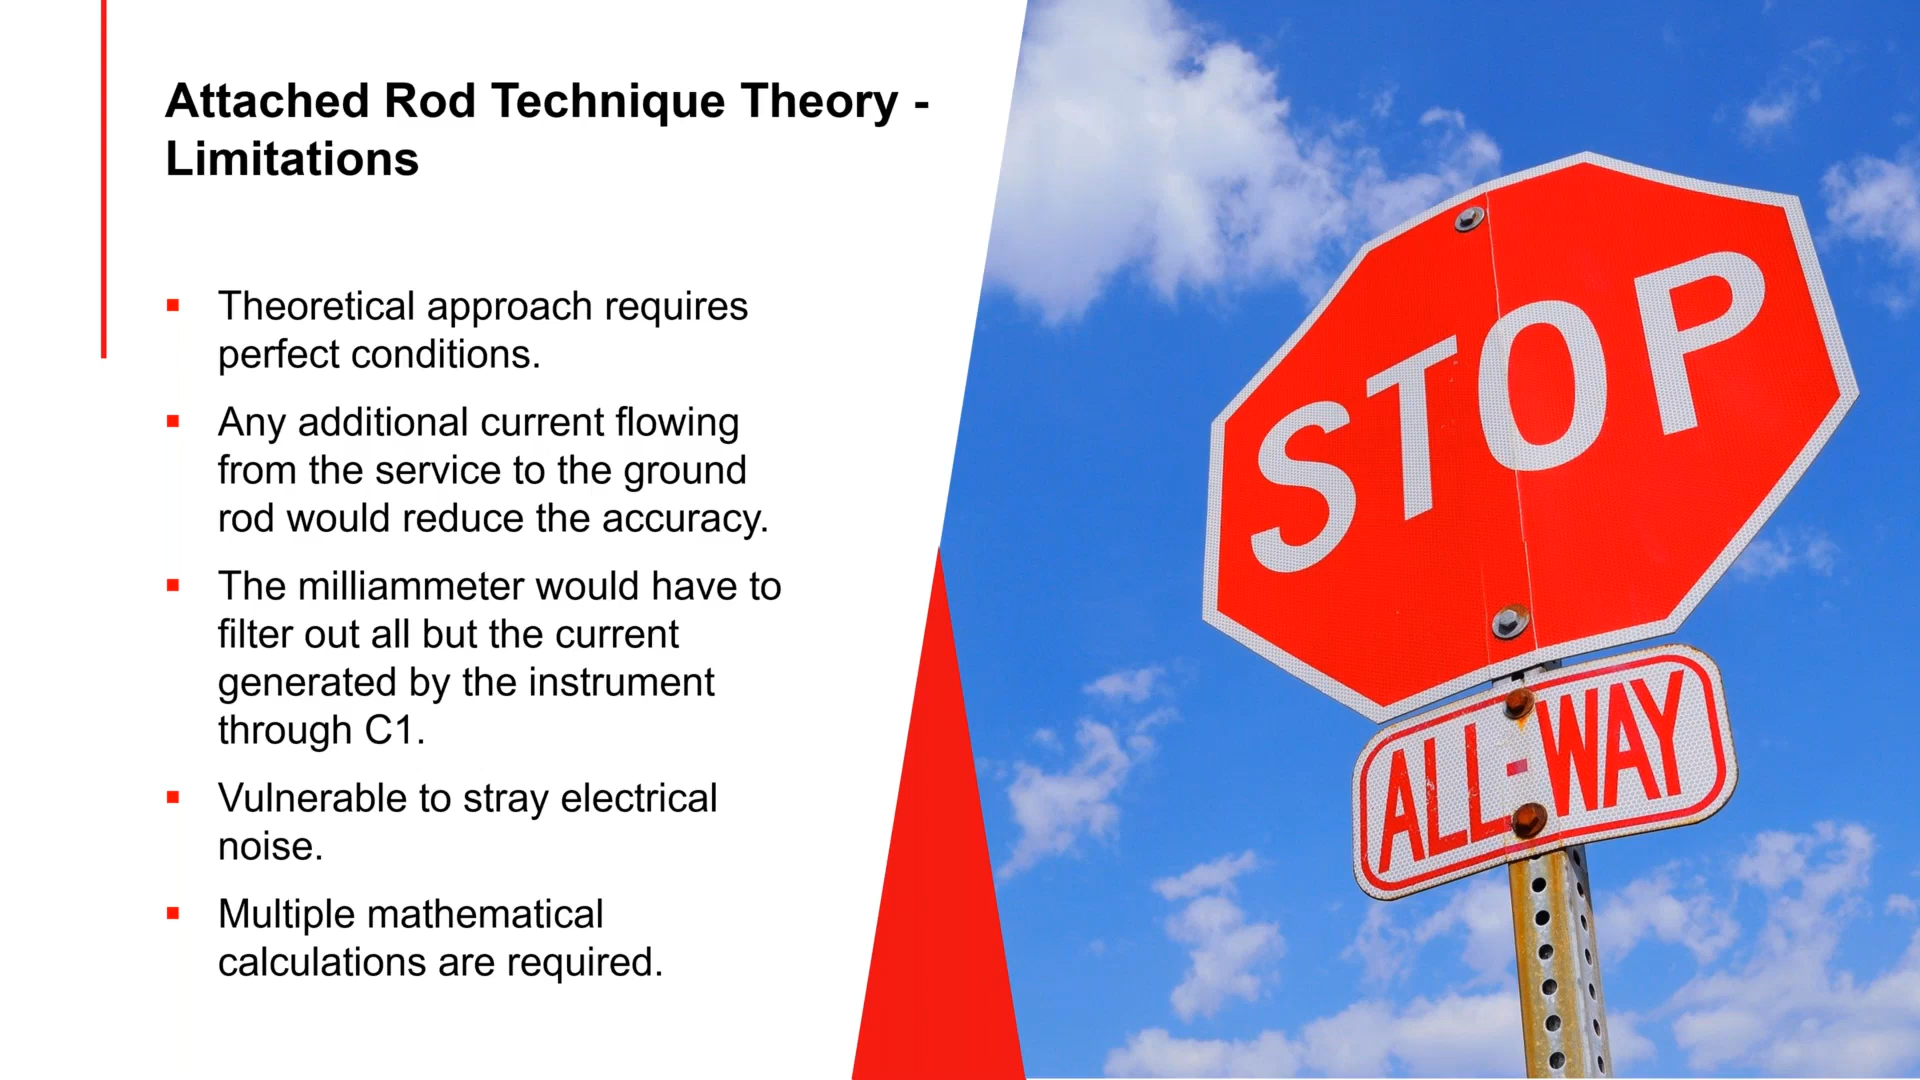 Attached Rod Technique Theory -
Limitations
▪ Theoretical approach requires
perfect conditions.
▪ Any additional current flowing
from the service to the ground
rod would reduce the accuracy.
▪ The milliammeter would have to
filter out all but the current
generated by the instrument
through C1.
▪ Vulnerable to stray electrical
noise.
▪ Multiple mathematical
calculations are required.
STOP
ALL-WAY